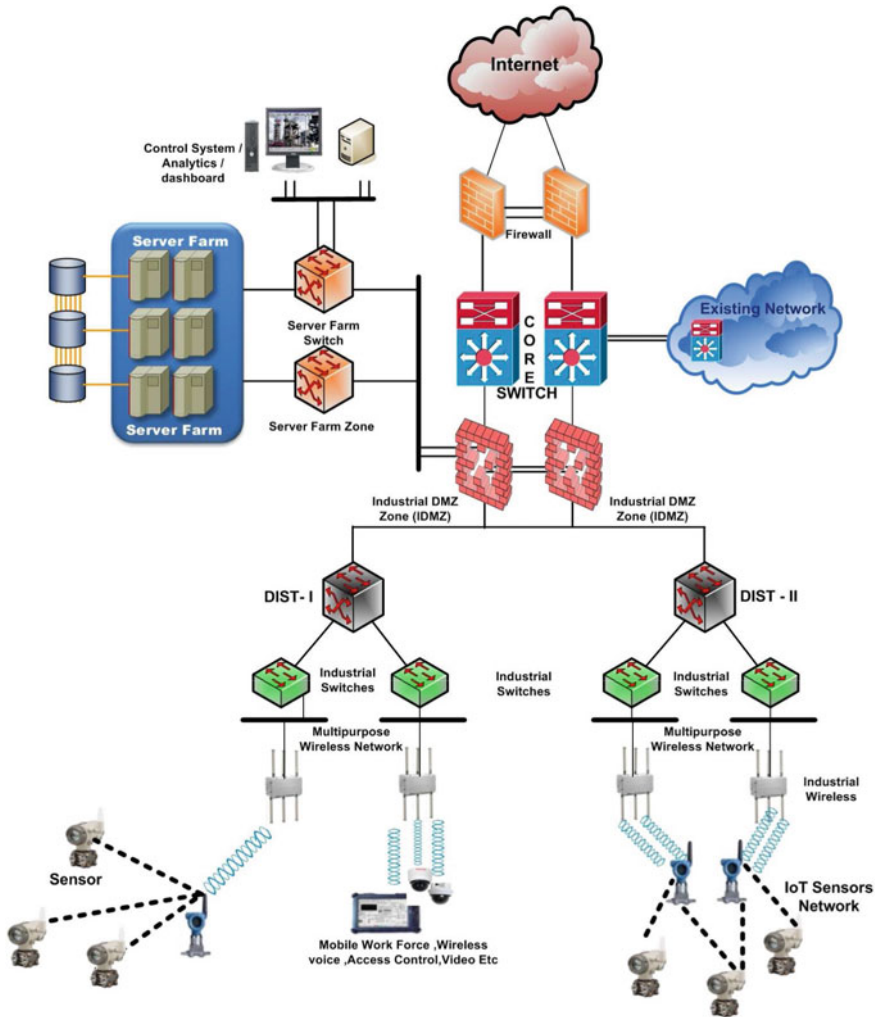 Internet
Control System /
Analytics /
dashboard
Firewall
Server Farm
Existing Network
Server Farm
Switch
CORE
SWITCH
Server Farm
Server Farm Zone
Industrial DMZ
Zone (IDMZ)
Industrial DMZ
Zone (IDMZ)
DIST- I
DIST - II
Industrial
Switches
Industrial
Switches
Industrial
Switches
Multipurpose
Wireless Network
Multipurpose
Wireless Network
Industrial
Wireless
Sensor
IoT Sensors
Network
Mobile Work Force ,Wireless
voice ,Access Control,Video Etc